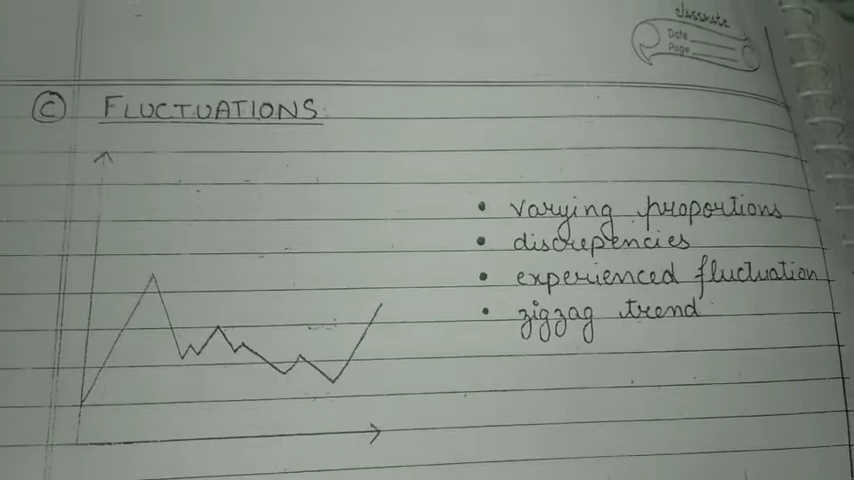 classmate
Date
Page
C FLUCTUATIONS
• varying proportions
• discrepencies
• experienced fluctuation
• zigzag trend